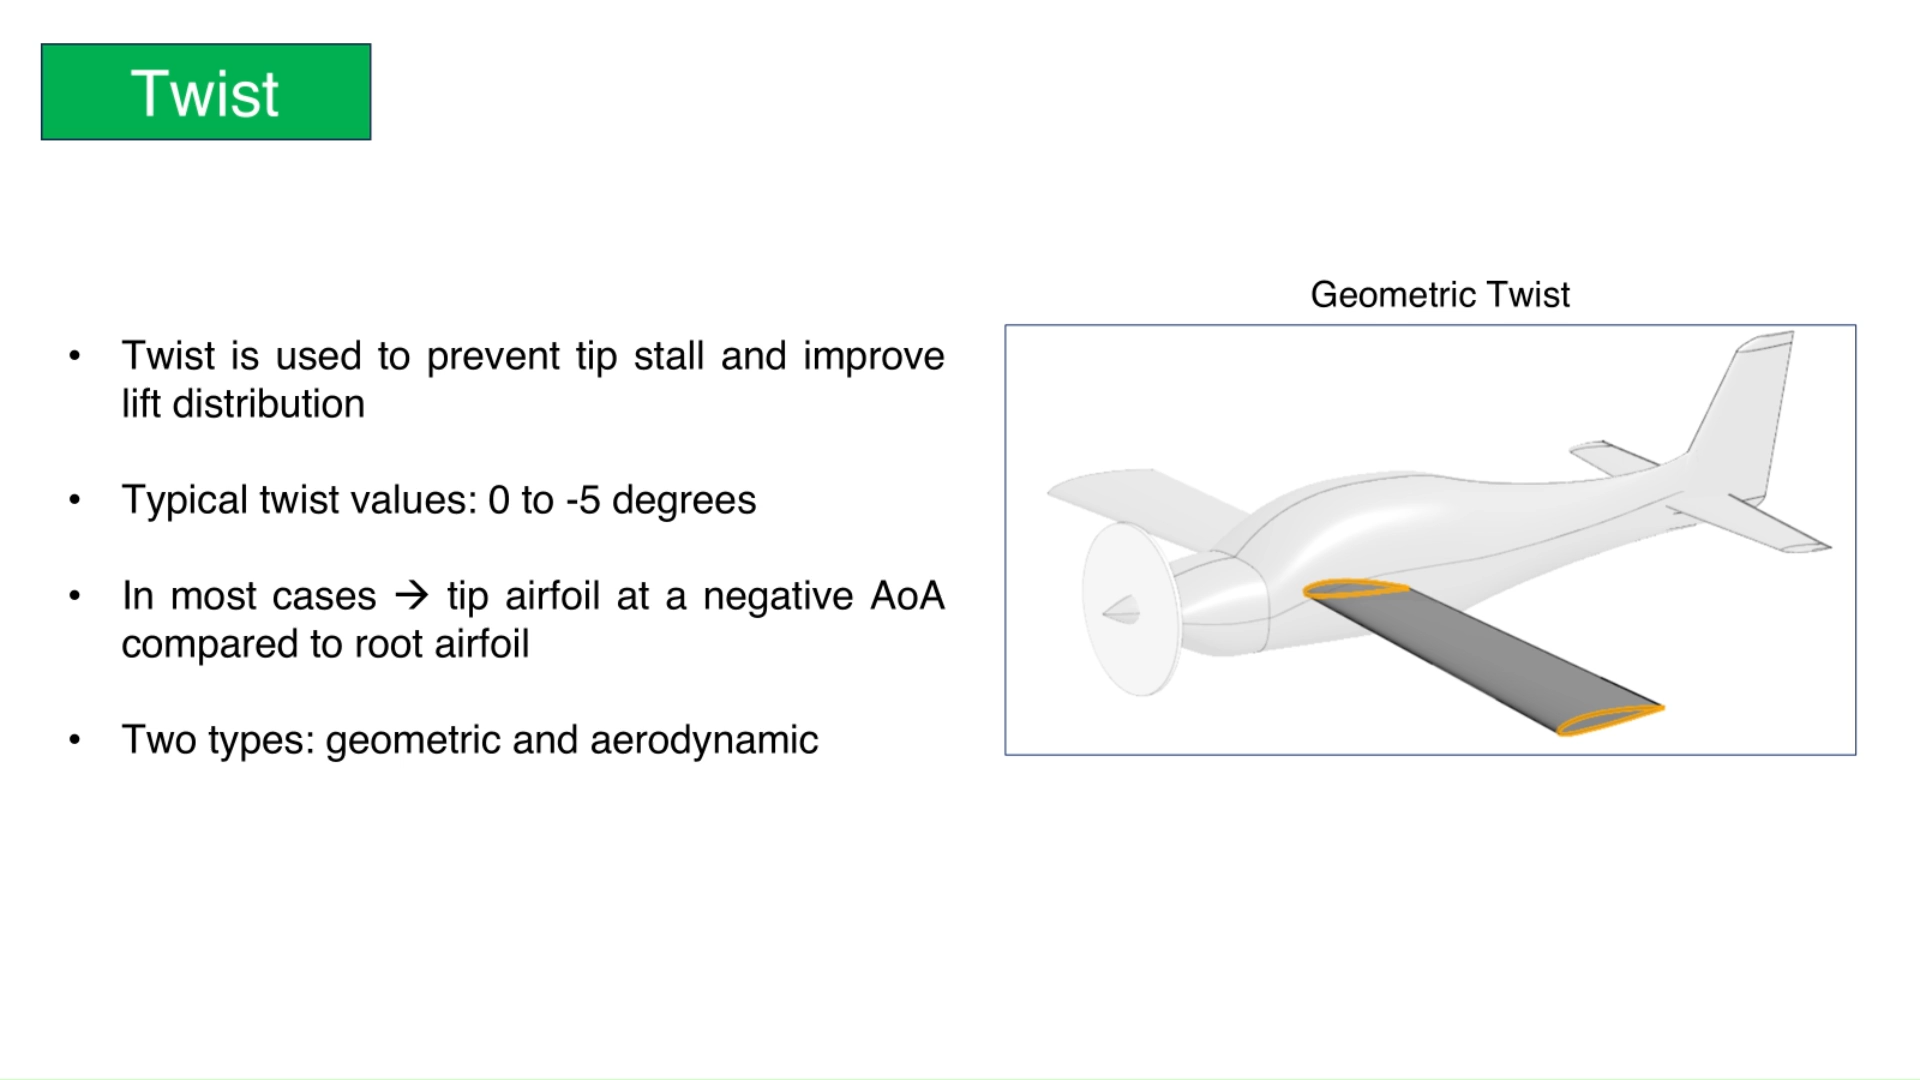 Twist
• Twist is used to prevent tip stall and improve
lift distribution
• Typical twist values: 0 to -5 degrees
• In most cases → tip airfoil at a negative AoA
compared to root airfoil
• Two types: geometric and aerodynamic
Geometric Twist